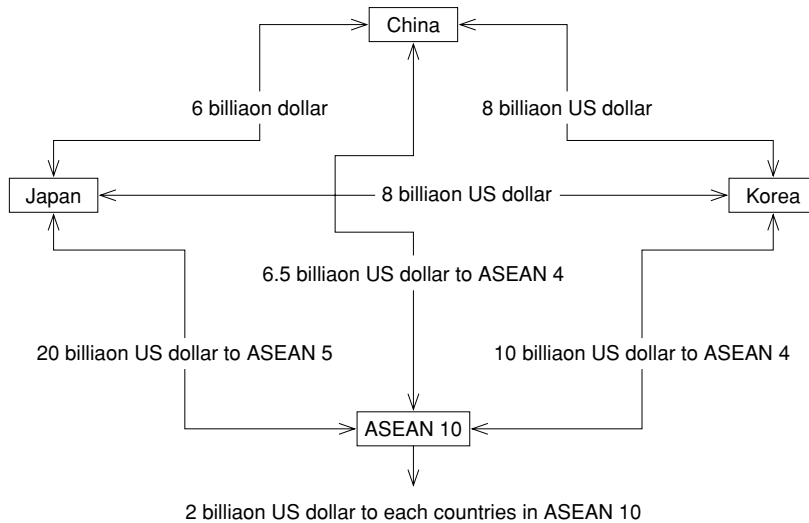 China
6 billiaon dollar
8 billiaon US dollar
Japan
8 billiaon US dollar
Korea
6.5 billiaon US dollar to ASEAN 4
20 billiaon US dollar to ASEAN 5
10 billiaon US dollar to ASEAN 4
ASEAN 10
2 billiaon US dollar to each countries in ASEAN 10